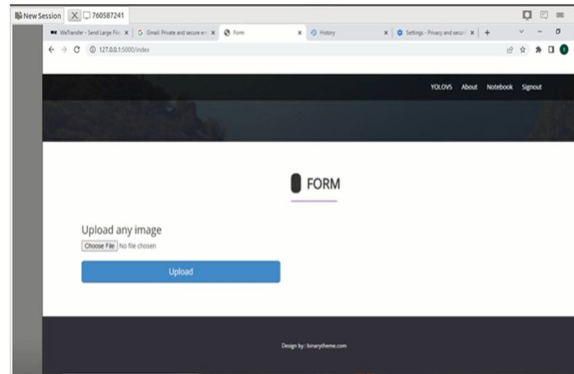 New Session
760587241
WeTransfer - Send Large File
Gmail: Private and secure em
Form
History
Settings - Privacy and securi
127.0.0.1:5000/index
YOLOV5 About Notebook Signout
FORM
Upload any image
Choose File No file chosen
Upload
Design by : binarytheme.com